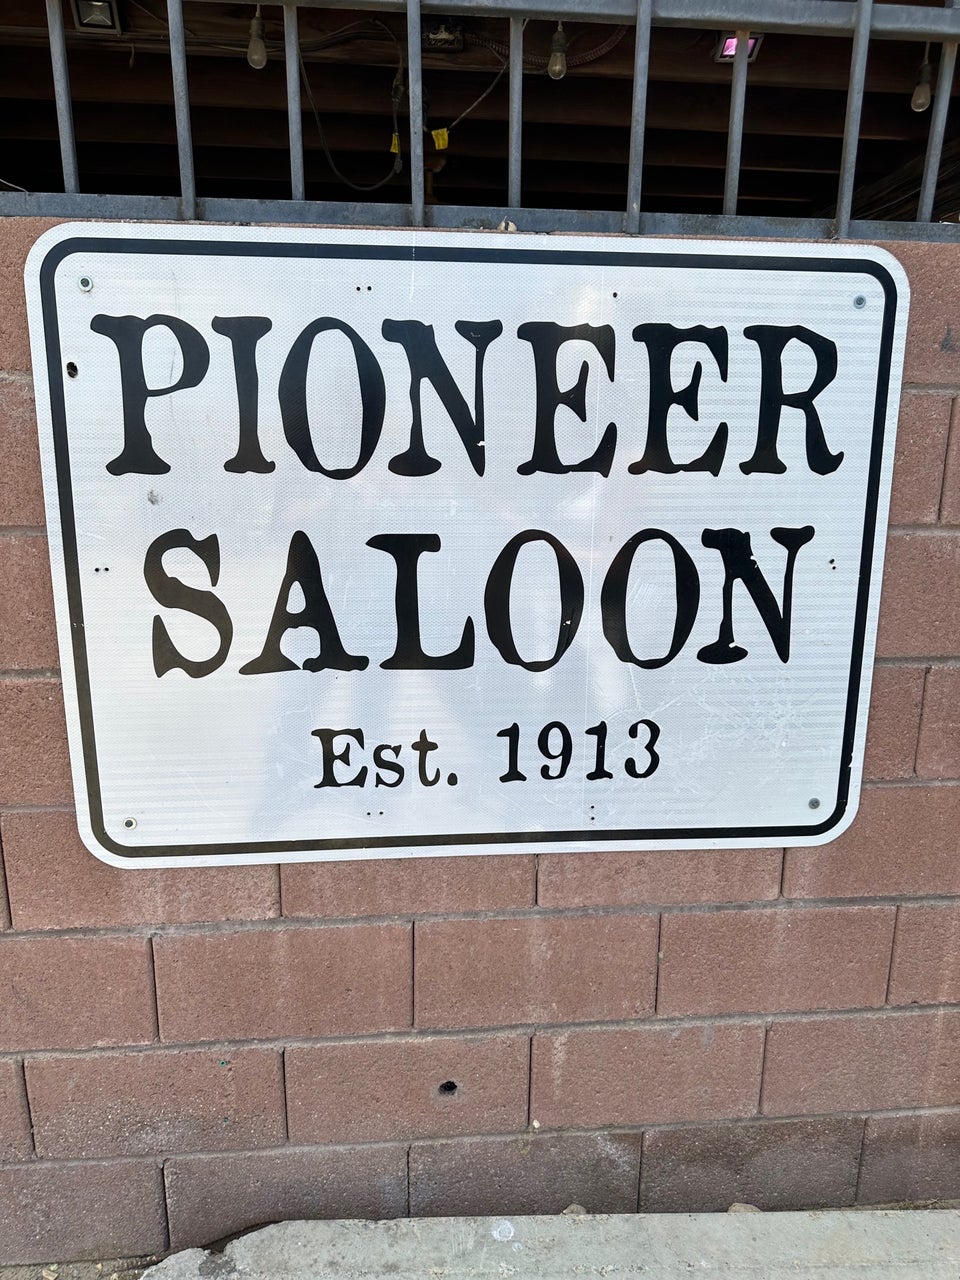 PIONEER
SALOON
Est. 1913